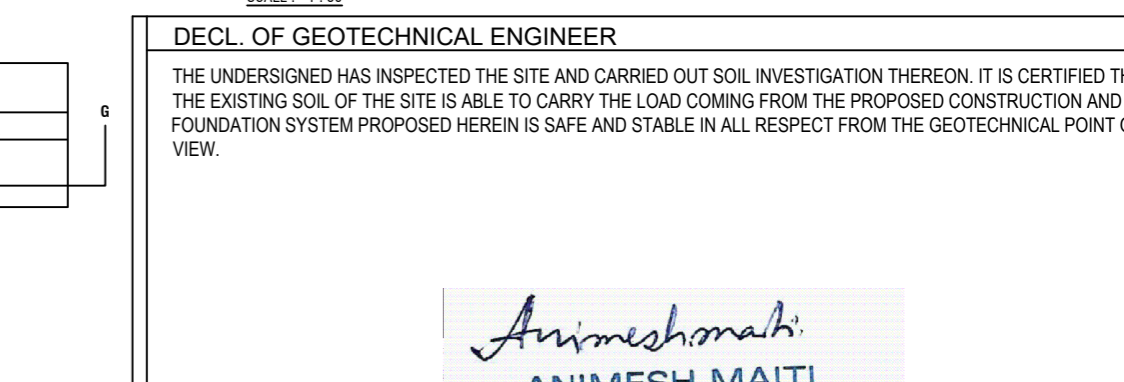 DECL. OF GEOTECHNICAL ENGINEER
THE UNDERSIGNED HAS INSPECTED THE SITE AND CARRIED OUT SOIL INVESTIGATION THEREON. IT IS CERTIFIED TH
THE EXISTING SOIL OF THE SITE IS ABLE TO CARRY THE LOAD COMING FROM THE PROPOSED CONSTRUCTION AND
G
FOUNDATION SYSTEM PROPOSED HEREIN IS SAFE AND STABLE IN ALL RESPECT FROM THE GEOTECHNICAL POINT O
VIEW.
Animesh Maiti
ANIMESH MAITI